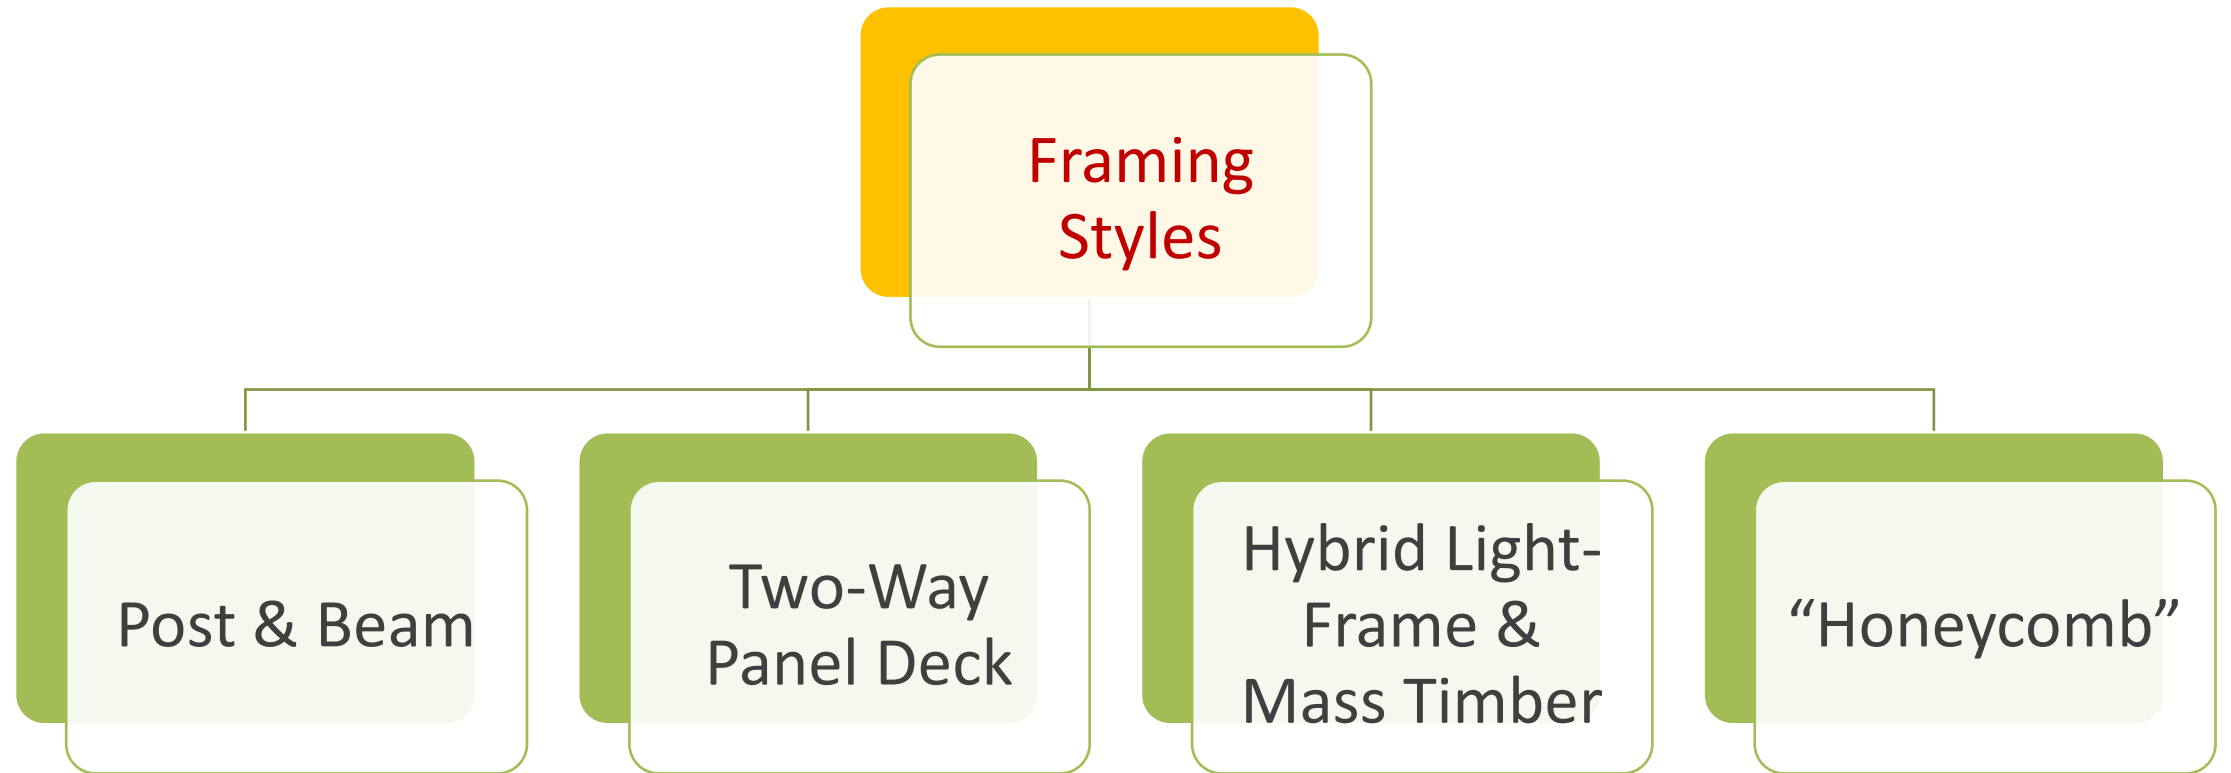 Framing
Styles
Post & Beam
Two-Way
Panel Deck
Hybrid Light-
Frame &
Mass Timber
“Honeycomb”